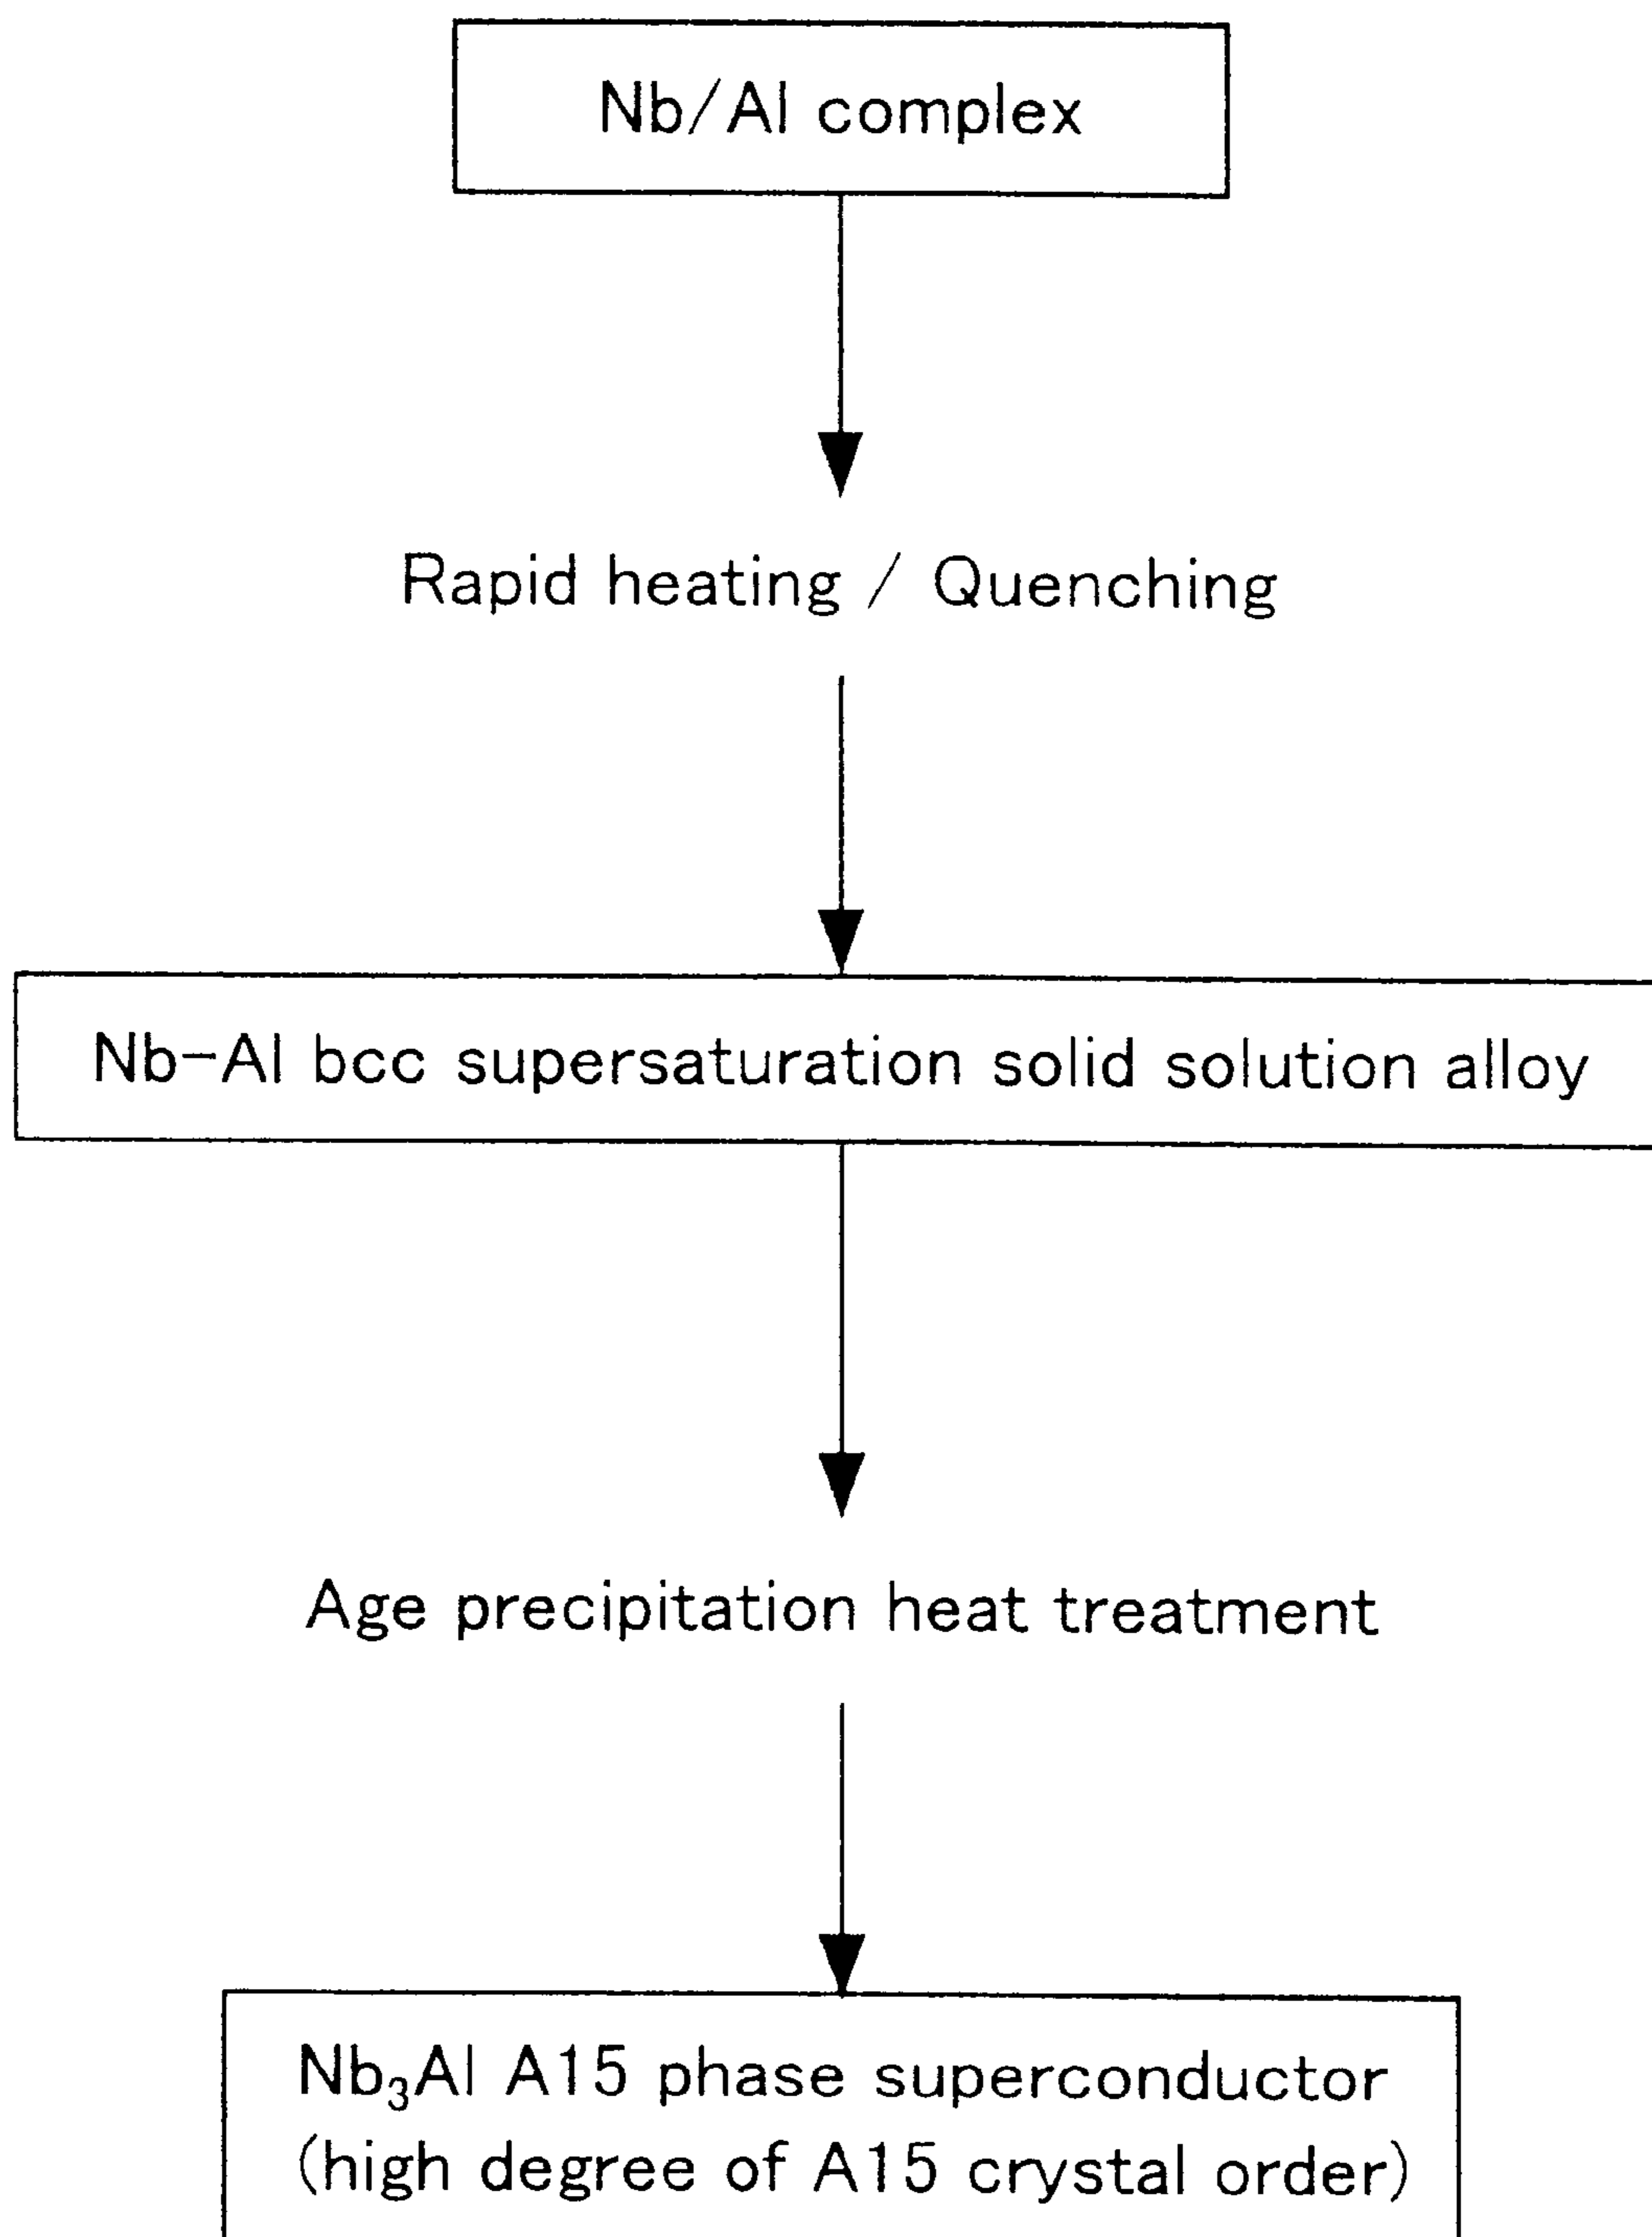 Nb/Al complex
Rapid heating / Quenching
Nb-Al bcc supersaturation solid solution alloy
Age precipitation heat treatment
Nb₃Al A15 phase superconductor
(high degree of A15 crystal order)